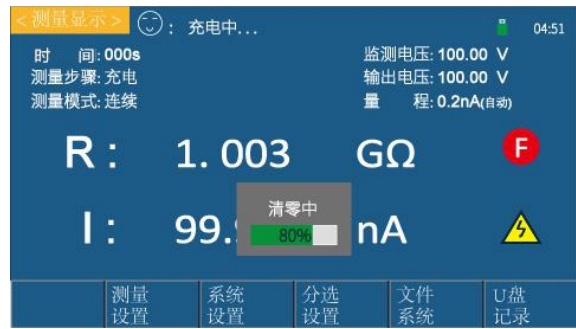 <测量显示> : 充电中... 04:51
时 间:000s 监测电压:100.00 V
测量步骤:充电 输出电压:100.00 V
测量模式:连续 量 程:0.2nA(自动)
R: 1.003 GΩ F
清零中
I: 99. nA
80%
测量 系统 分选 文件 U盘
设置 设置 设置 系统 记录